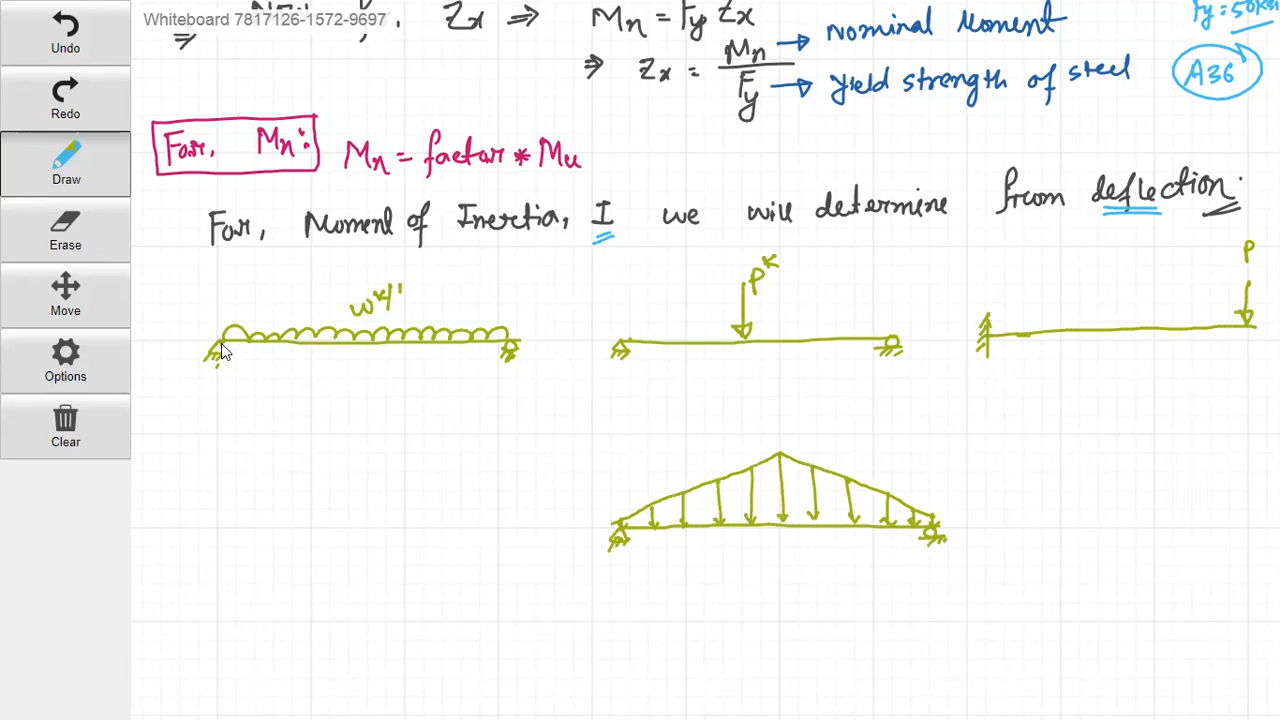 Whiteboard 7817126-1572-9697
Zx ⇒ Mn = Fy Zx
Fy = 50ksi
⇒ Zx = Mn / Fy
→ nominal Moment
→ yield strength of steel
A36
For, Mn: Mn = factor * Mu
For, Moment of Inertia, I we will determine from deflection.
w k/'
P k
P
Undo
Redo
Draw
Erase
Move
Options
Clear